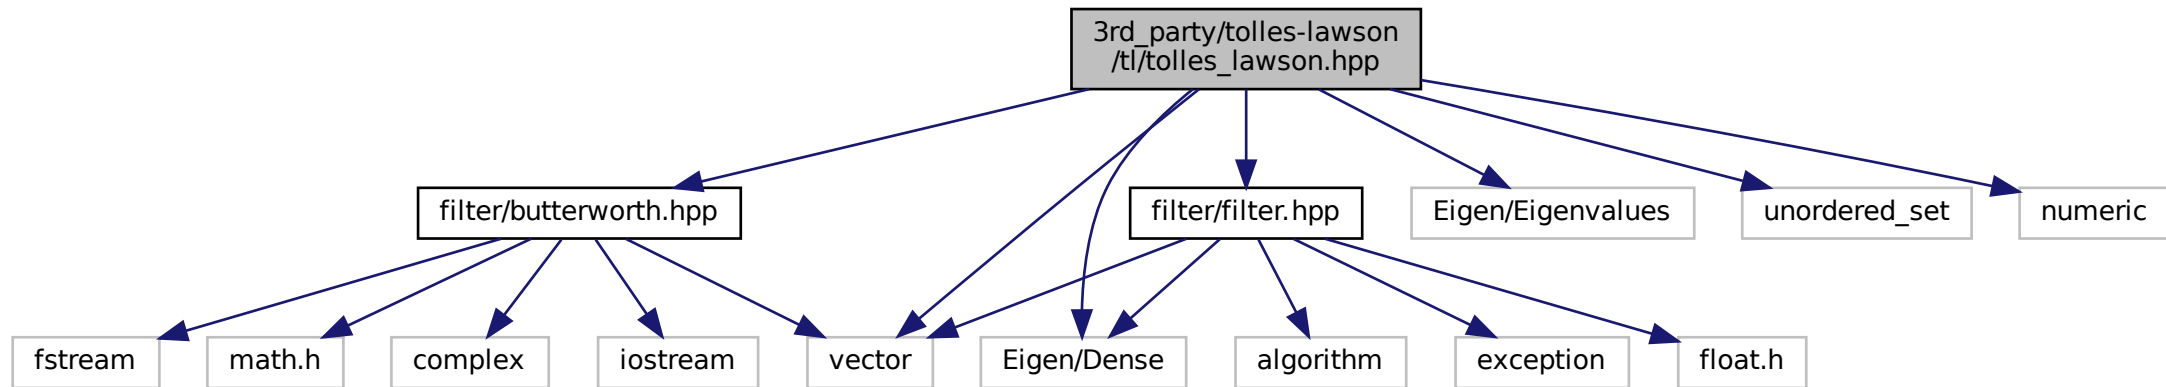 3rd_party/tolles-lawson
/tl/tolles_lawson.hpp
filter/butterworth.hpp
filter/filter.hpp
Eigen/Eigenvalues
unordered_set
numeric
fstream
math.h
complex
iostream
vector
Eigen/Dense
algorithm
exception
float.h